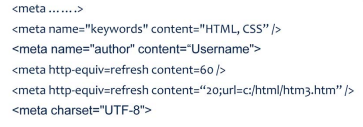 <meta …….>
<meta name="keywords" content="HTML, CSS” />
<meta name="author" content=“Username">
<meta http-equiv=refresh content=60 />
<meta http-equiv=refresh content=“20;url=c:/html/htm3.htm” />
<meta charset="UTF-8">